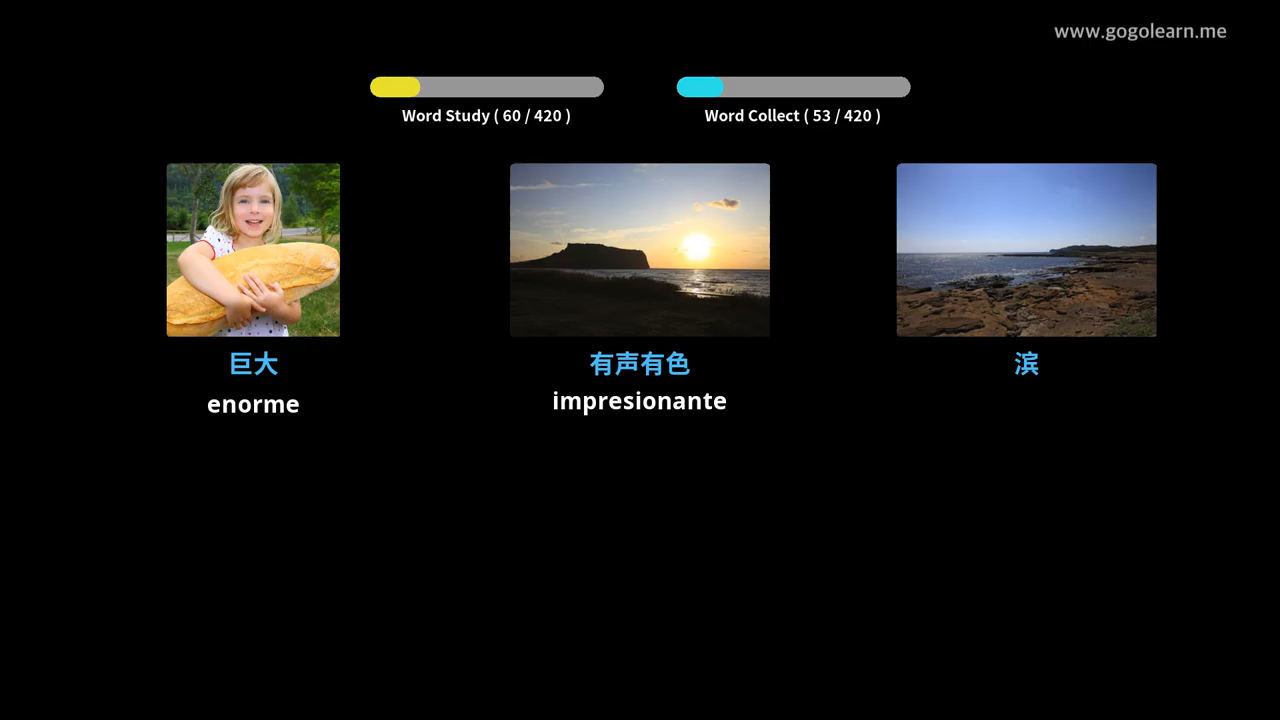 www.gogolearn.me
Word Study ( 60 / 420 )
Word Collect ( 53 / 420 )
巨大
有声有色
滨
enorme
impresionante